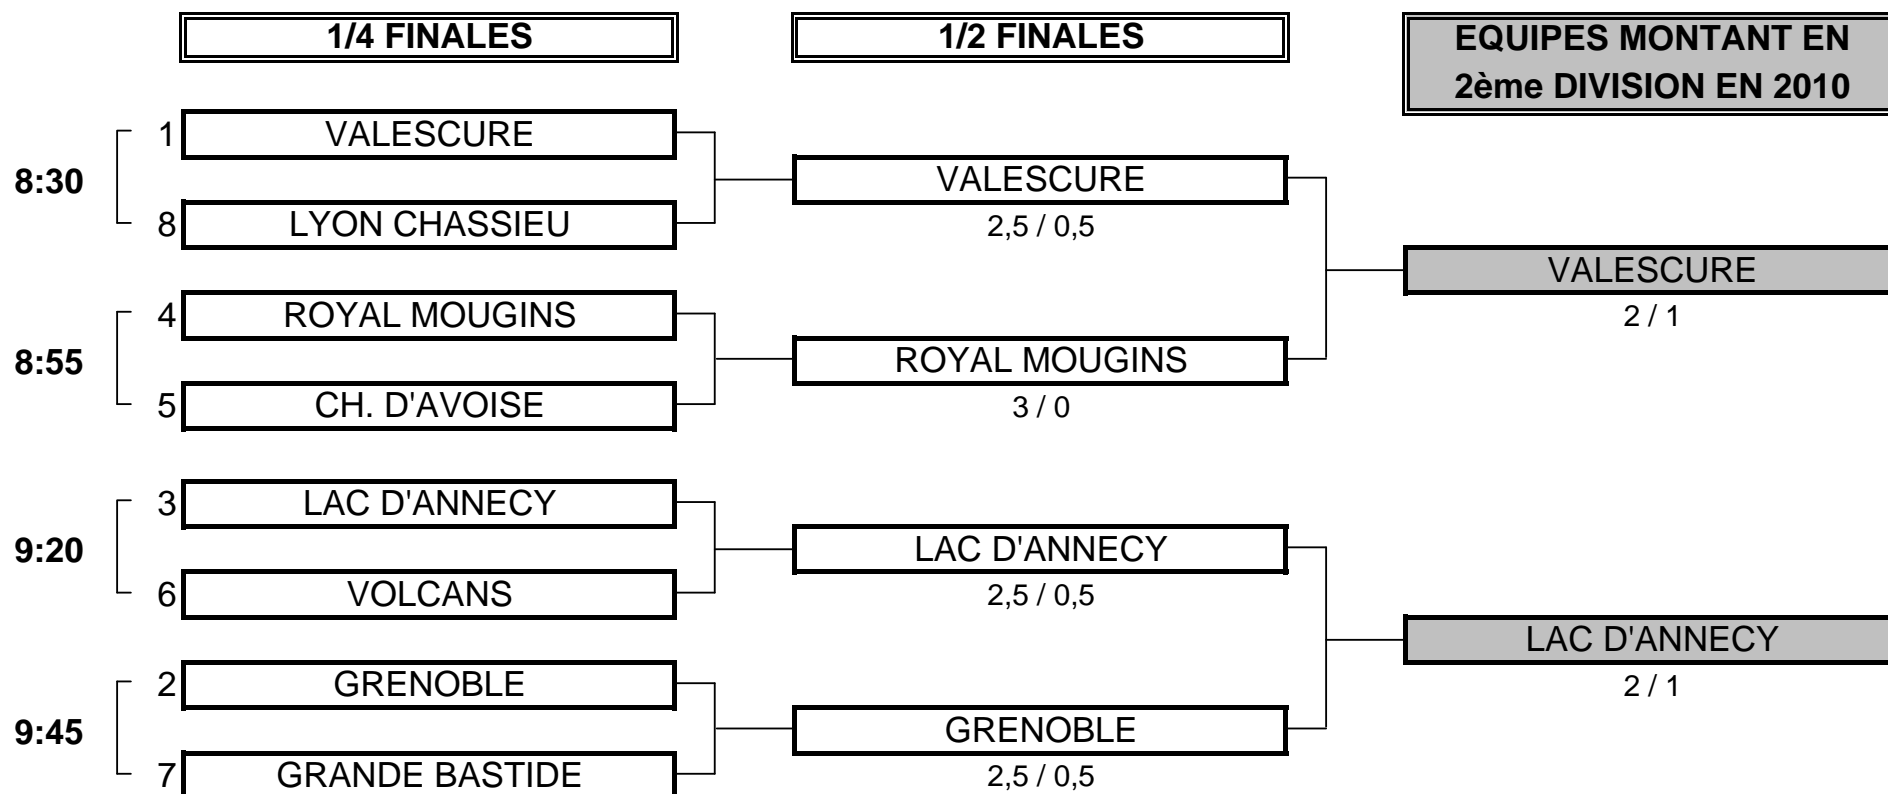 1/4 FINALES
1/2 FINALES
EQUIPES MONTANT EN
2ème DIVISION EN 2010
8:30
1 VALESCURE
8 LYON CHASSIEU
VALESCURE
2,5 / 0,5
8:55
4 ROYAL MOUGINS
5 CH. D'AVOISE
ROYAL MOUGINS
3 / 0
VALESCURE
2 / 1
9:20
3 LAC D'ANNECY
6 VOLCANS
LAC D'ANNECY
2,5 / 0,5
9:45
2 GRENOBLE
7 GRANDE BASTIDE
GRENOBLE
2,5 / 0,5
LAC D'ANNECY
2 / 1